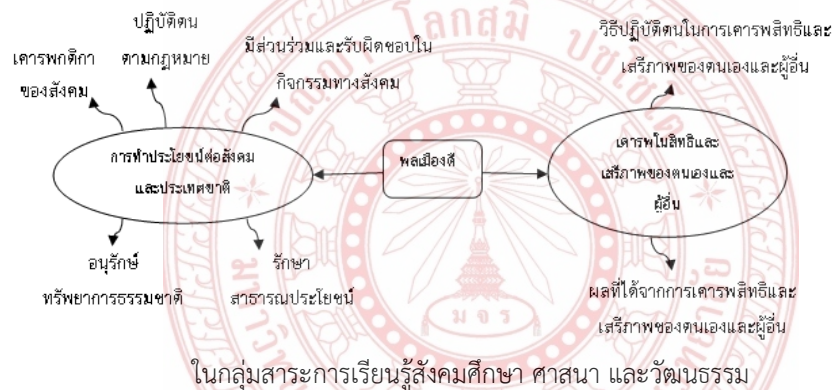 ปฏิบัติตน
ตามกฎหมาย
เคารพกติกา
ของสังคม
มีส่วนร่วมและรับผิดชอบใน
กิจกรรมทางสังคม
วิธีปฏิบัติตนในการเคารพสิทธิและ
เสรีภาพของตนเองและผู้อื่น
การทำประโยชน์ต่อสังคม
และประเทศชาติ
พลเมืองดี
เคารพในสิทธิและ
เสรีภาพของตนเองและ
ผู้อื่น
อนุรักษ์
ทรัพยาการธรรมชาติ
รักษา
สาธารณประโยชน์
ผลที่ได้จากการเคารพสิทธิและ
เสรีภาพของตนเองและผู้อื่น
ม จ ร
ในกลุ่มสาระการเรียนรู้สังคมศึกษา ศาสนา และวัฒนธรรม